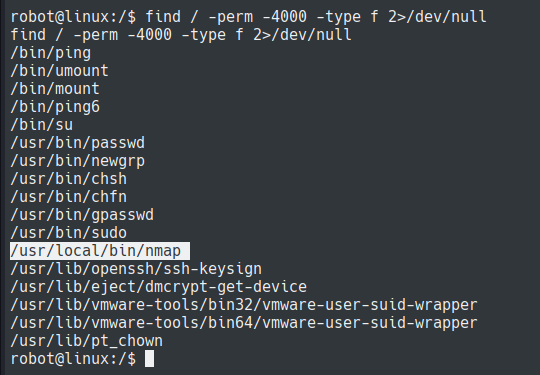 robot@linux:/$ find / -perm -4000 -type f 2>/dev/null
find / -perm -4000 -type f 2>/dev/null
/bin/ping
/bin/umount
/bin/mount
/bin/ping6
/bin/su
/usr/bin/passwd
/usr/bin/newgrp
/usr/bin/chsh
/usr/bin/chfn
/usr/bin/gpasswd
/usr/bin/sudo
/usr/local/bin/nmap
/usr/lib/openssh/ssh-keysign
/usr/lib/eject/dmcrypt-get-device
/usr/lib/vmware-tools/bin32/vmware-user-suid-wrapper
/usr/lib/vmware-tools/bin64/vmware-user-suid-wrapper
/usr/lib/pt_chown
robot@linux:/$